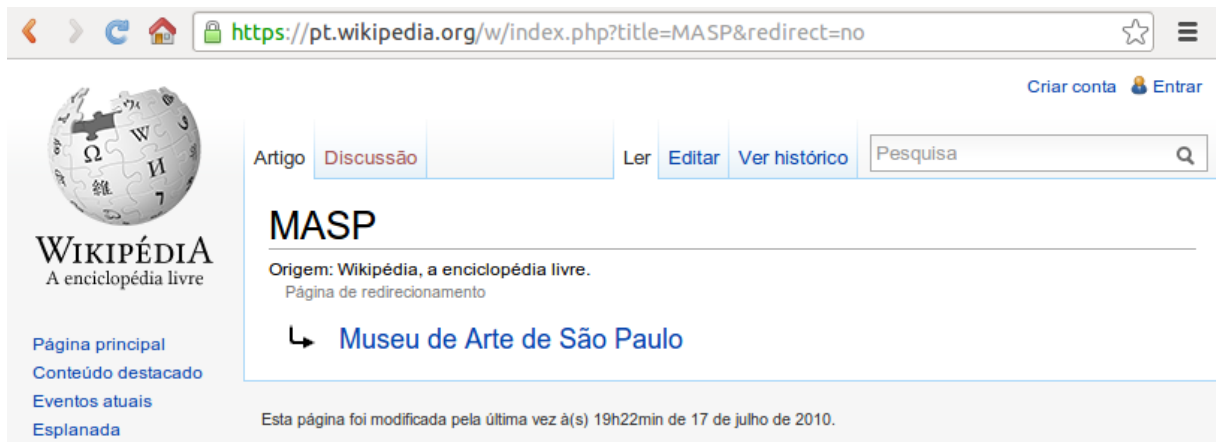 https://pt.wikipedia.org/w/index.php?title=MASP&redirect=no
Criar conta Entrar
Artigo Discussão Ler Editar Ver histórico Pesquisa
WIKIPÉDIA
A enciclopédia livre
MASP
Origem: Wikipédia, a enciclopédia livre.
Página de redirecionamento
Museu de Arte de São Paulo
Página principal
Conteúdo destacado
Eventos atuais
Esplanada
Esta página foi modificada pela última vez à(s) 19h22min de 17 de julho de 2010.